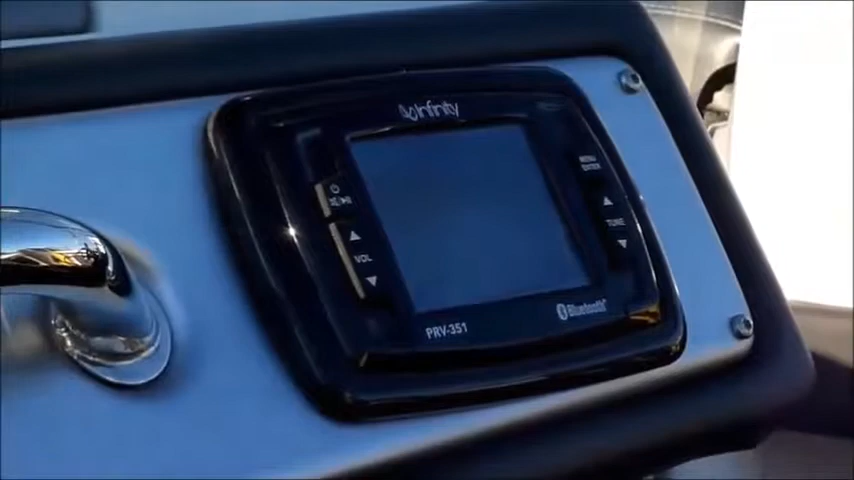 Infinity
MENU
ENTER
TUNE
VOL
PRV-351
Bluetooth